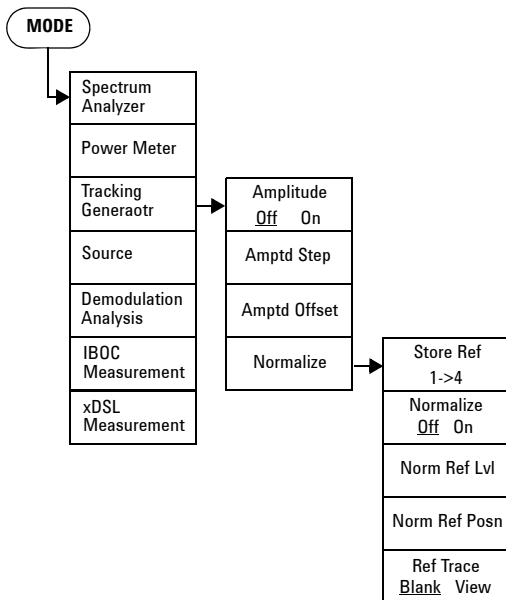 MODE
Spectrum
Analyzer
Power Meter
Tracking
Generaotr
Source
Demodulation
Analysis
IBOC
Measurement
xDSL
Measurement
Amplitude
Off On
Amptd Step
Amptd Offset
Normalize
Store Ref
1->4
Normalize
Off On
Norm Ref Lvl
Norm Ref Posn
Ref Trace
Blank View